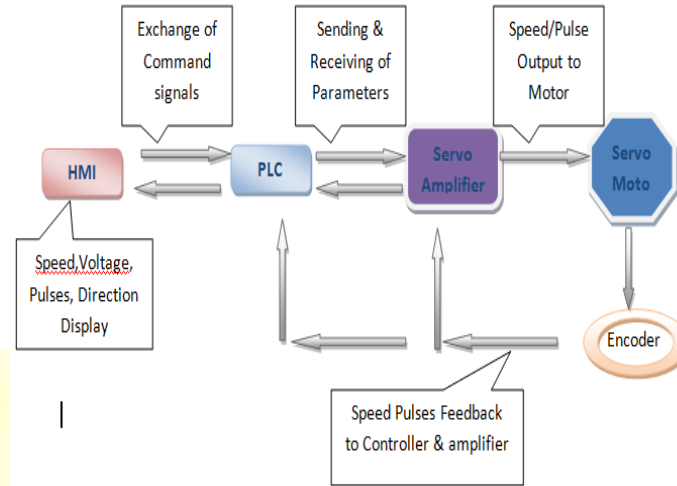 Exchange of
Command
signals
Sending &
Receiving of
Parameters
Speed/Pulse
Output to
Motor
HMI
PLC
Servo
Amplifier
Servo
Moto
Speed,Voltage,
Pulses, Direction
Display
Encoder
Speed Pulses Feedback
to Controller & amplifier